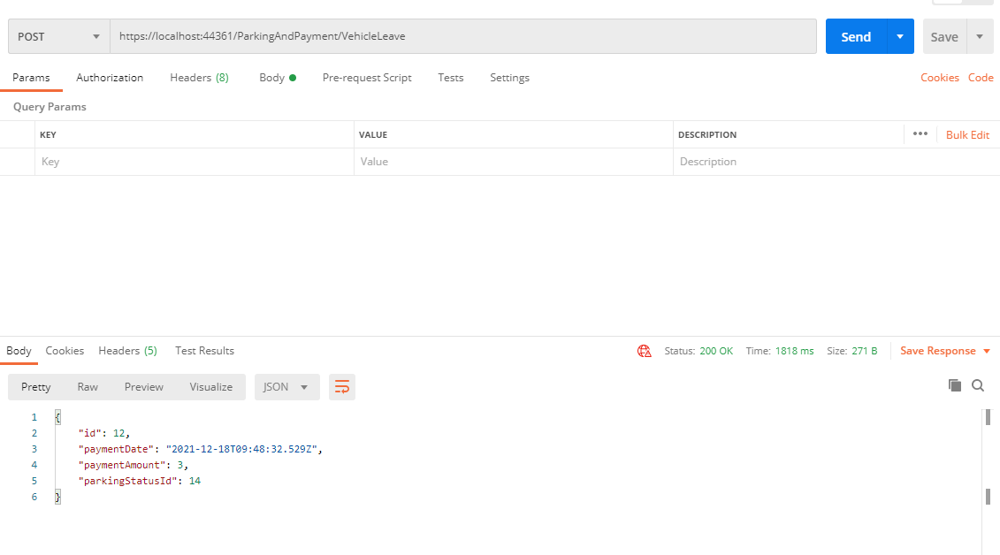 POST https://localhost:44361/ParkingAndPayment/VehicleLeave Send Save
Params Authorization Headers (8) Body Pre-request Script Tests Settings Cookies Code
Query Params
KEY VALUE DESCRIPTION ••• Bulk Edit
Key Value Description
Body Cookies Headers (5) Test Results Status: 200 OK Time: 1818 ms Size: 271 B Save Response
Pretty Raw Preview Visualize JSON
1 {
2 "id": 12,
3 "paymentDate": "2021-12-18T09:48:32.529Z",
4 "paymentAmount": 3,
5 "parkingStatusId": 14
6 }